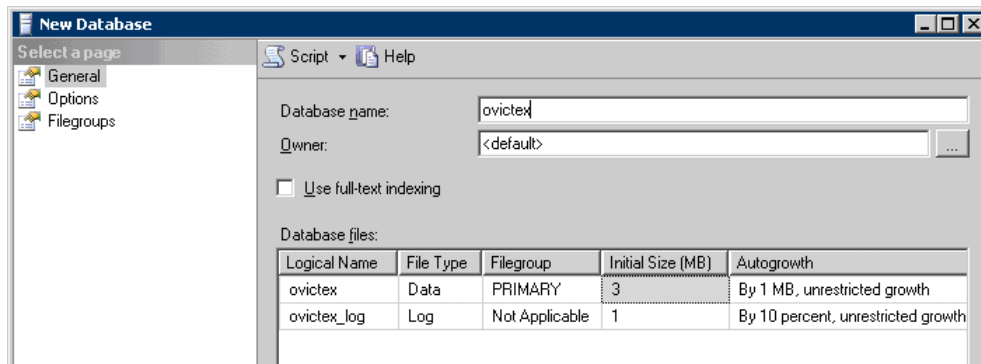 New Database
Select a page
General
Options
Filegroups
Script Help
Database name: ovictex
Owner: <default> ...
Use full-text indexing
Database files:
Logical Name File Type Filegroup Initial Size (MB) Autogrowth
ovictex Data PRIMARY 3 By 1 MB, unrestricted growth
ovictex_log Log Not Applicable 1 By 10 percent, unrestricted growth